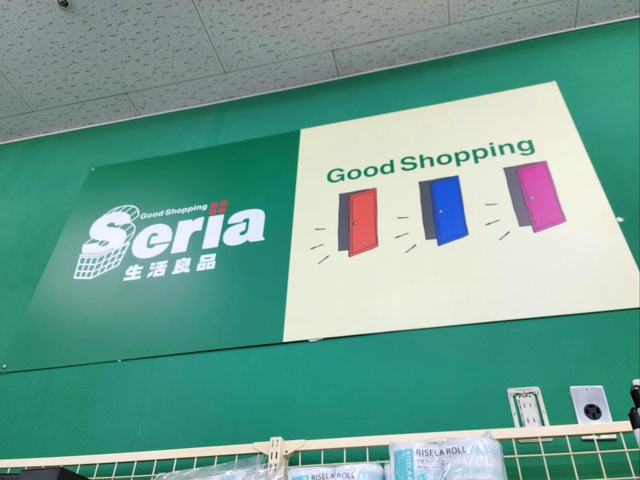 Good Shopping
Seria
生活良品
Good Shopping
RISELA ROLL
RISELA ROLL